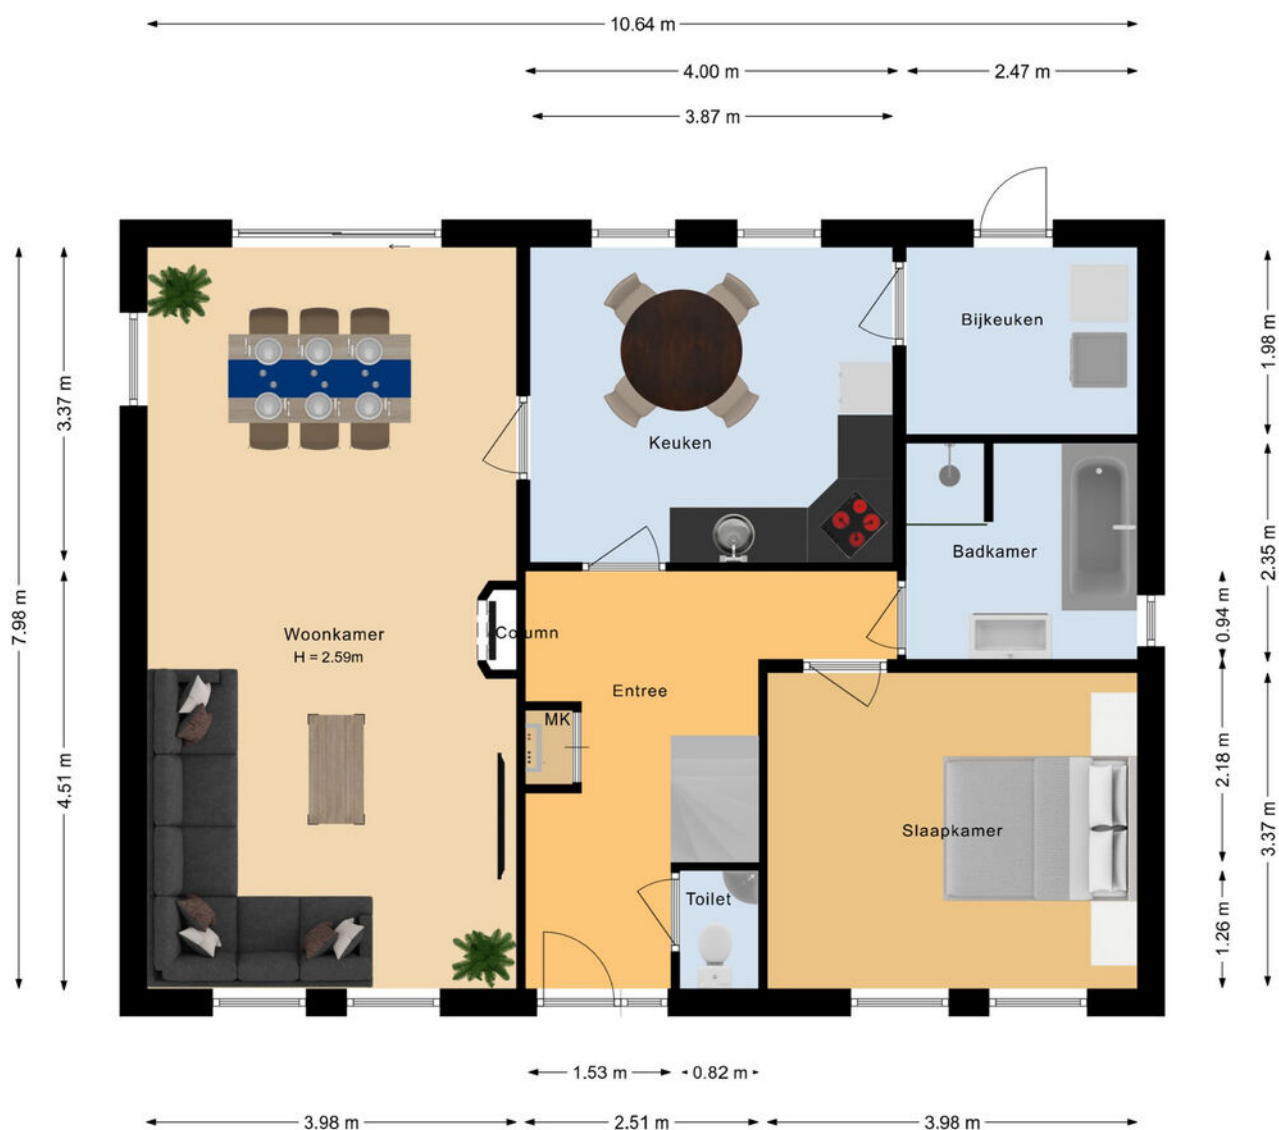 10.64 m
4.00 m
2.47 m
3.87 m
Bijkeuken
1.98 m
3.37 m
Keuken
Badkamer
2.35 m
7.98 m
Woonkamer
H = 2.59m
Column
0.94 m
Entree
MK
4.51 m
2.18 m
Slaapkamer
3.37 m
Toilet
1.26 m
1.53 m
0.82 m
3.98 m
2.51 m
3.98 m